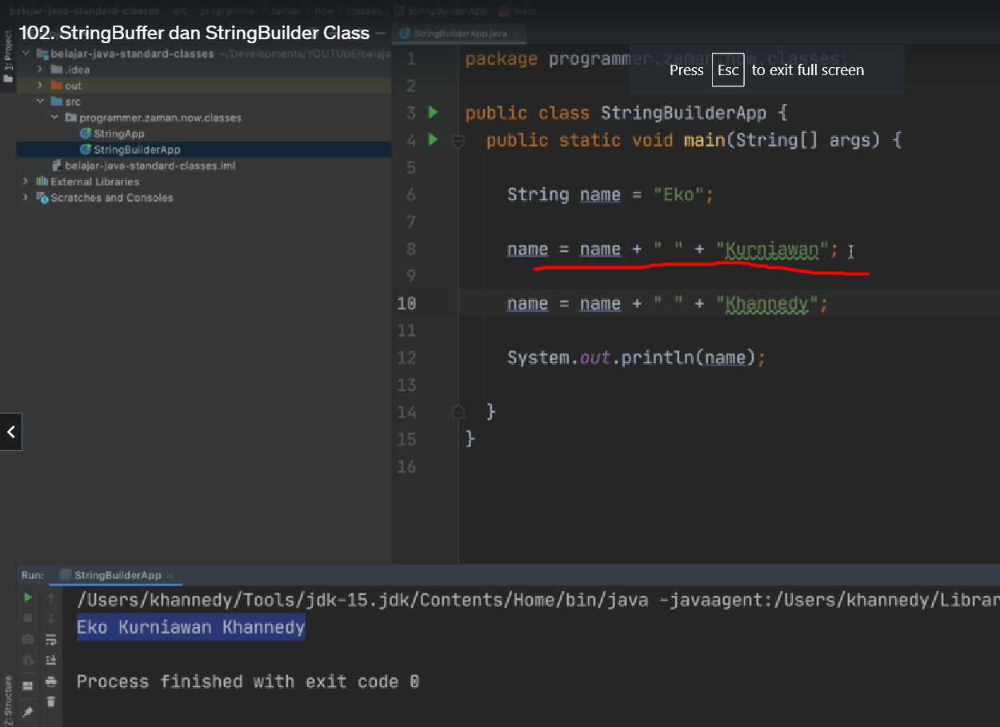 belajar-java-standard-classes src programmer zaman now classes StringBuilderApp main
102. StringBuffer dan StringBuilder Class
StringBuilderApp.java
1: Project
belajar-java-standard-classes ~/Developments/YOUTUBE/belaja
.idea
out
src
programmer.zaman.now.classes
StringApp
StringBuilderApp
belajar-java-standard-classes.iml
External Libraries
Scratches and Consoles
Press Esc to exit full screen
1 package programmer.zaman.now.classes;
2
3 public class StringBuilderApp {
4 public static void main(String[] args) {
5
6 String name = "Eko";
7
8 name = name + " " + "Kurniawan";
9
10 name = name + " " + "Khannedy";
11
12 System.out.println(name);
13
14 }
15 }
16
Run: StringBuilderApp
/Users/khannedy/Tools/jdk-15.jdk/Contents/Home/bin/java -javaagent:/Users/khannedy/Librar
Eko Kurniawan Khannedy
Process finished with exit code 0
Z: Structure